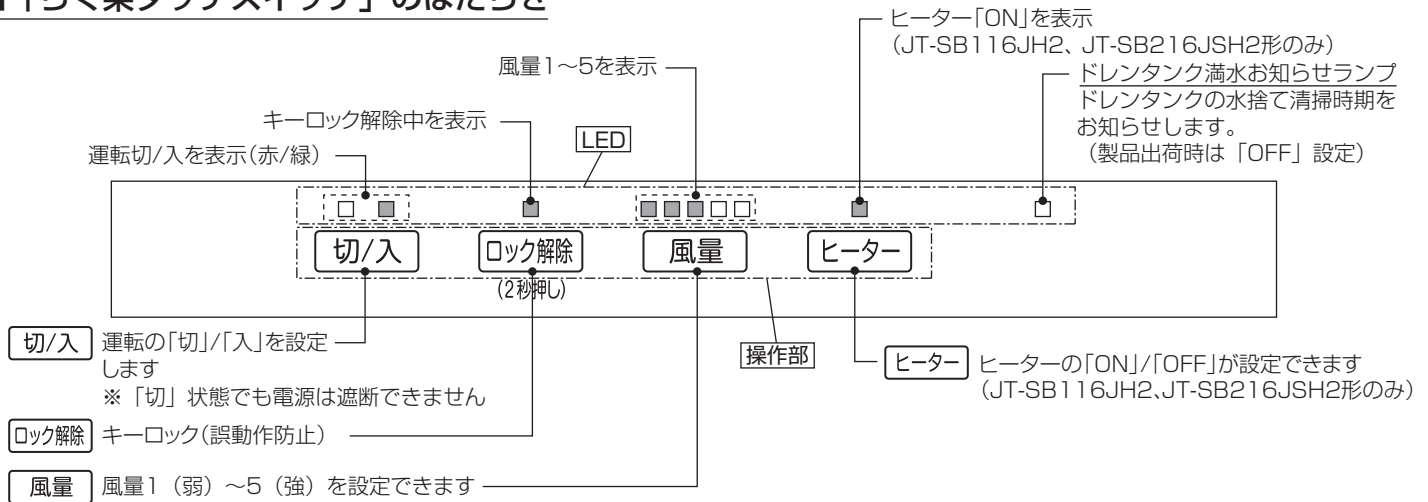 「らく楽タッチスイッチ」のはたらき
ヒーター「ON」を表示
（JT-SB116JH2、JT-SB216JSH2形のみ）
風量1～5を表示
ドレンタンク満水お知らせランプ
ドレンタンクの水捨て清掃時期を
お知らせします。
（製品出荷時は「OFF」設定）
キーロック解除中を表示
LED
運転切/入を表示（赤/緑）
切/入
ロック解除
風量
ヒーター
（2秒押し）
操作部
切/入 運転の「切」/「入」を設定
します
※「切」状態でも電源は遮断できません
ヒーター ヒーターの「ON」/「OFF」が設定できます
（JT-SB116JH2、JT-SB216JSH2形のみ）
ロック解除 キーロック（誤動作防止）
風量 風量1（弱）～5（強）を設定できます